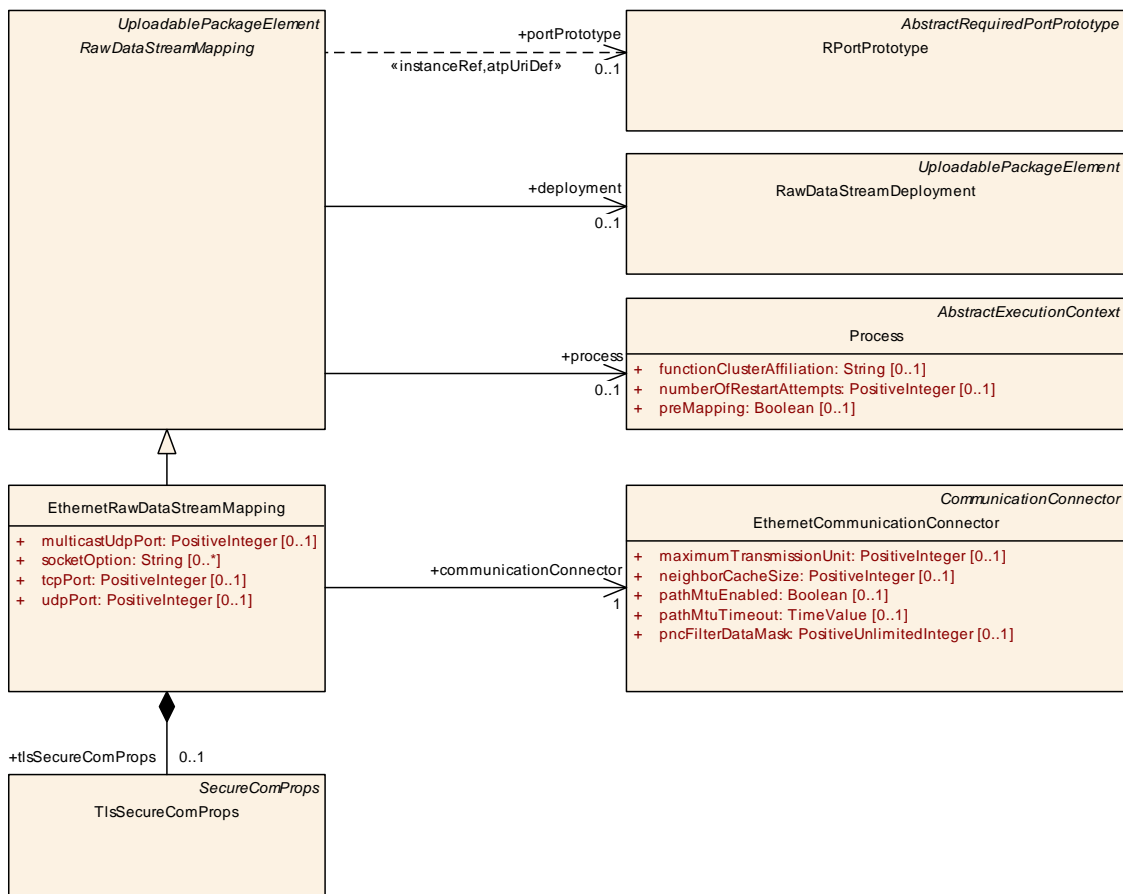 UploadablePackageElement
RawDataStreamMapping
+portPrototype
«instanceRef,atpUriDef»
0..1
AbstractRequiredPortPrototype
RPortPrototype
+deployment
0..1
UploadablePackageElement
RawDataStreamDeployment
+process
0..1
AbstractExecutionContext
Process
+ functionClusterAffiliation: String [0..1]
+ numberOfRestartAttempts: PositiveInteger [0..1]
+ preMapping: Boolean [0..1]
EthernetRawDataStreamMapping
+ multicastUdpPort: PositiveInteger [0..1]
+ socketOption: String [0..*]
+ tcpPort: PositiveInteger [0..1]
+ udpPort: PositiveInteger [0..1]
+communicationConnector
1
CommunicationConnector
EthernetCommunicationConnector
+ maximumTransmissionUnit: PositiveInteger [0..1]
+ neighborCacheSize: PositiveInteger [0..1]
+ pathMtuEnabled: Boolean [0..1]
+ pathMtuTimeout: TimeValue [0..1]
+ pncFilterDataMask: PositiveUnlimitedInteger [0..1]
+tlsSecureComProps 0..1
SecureComProps
TlsSecureComProps